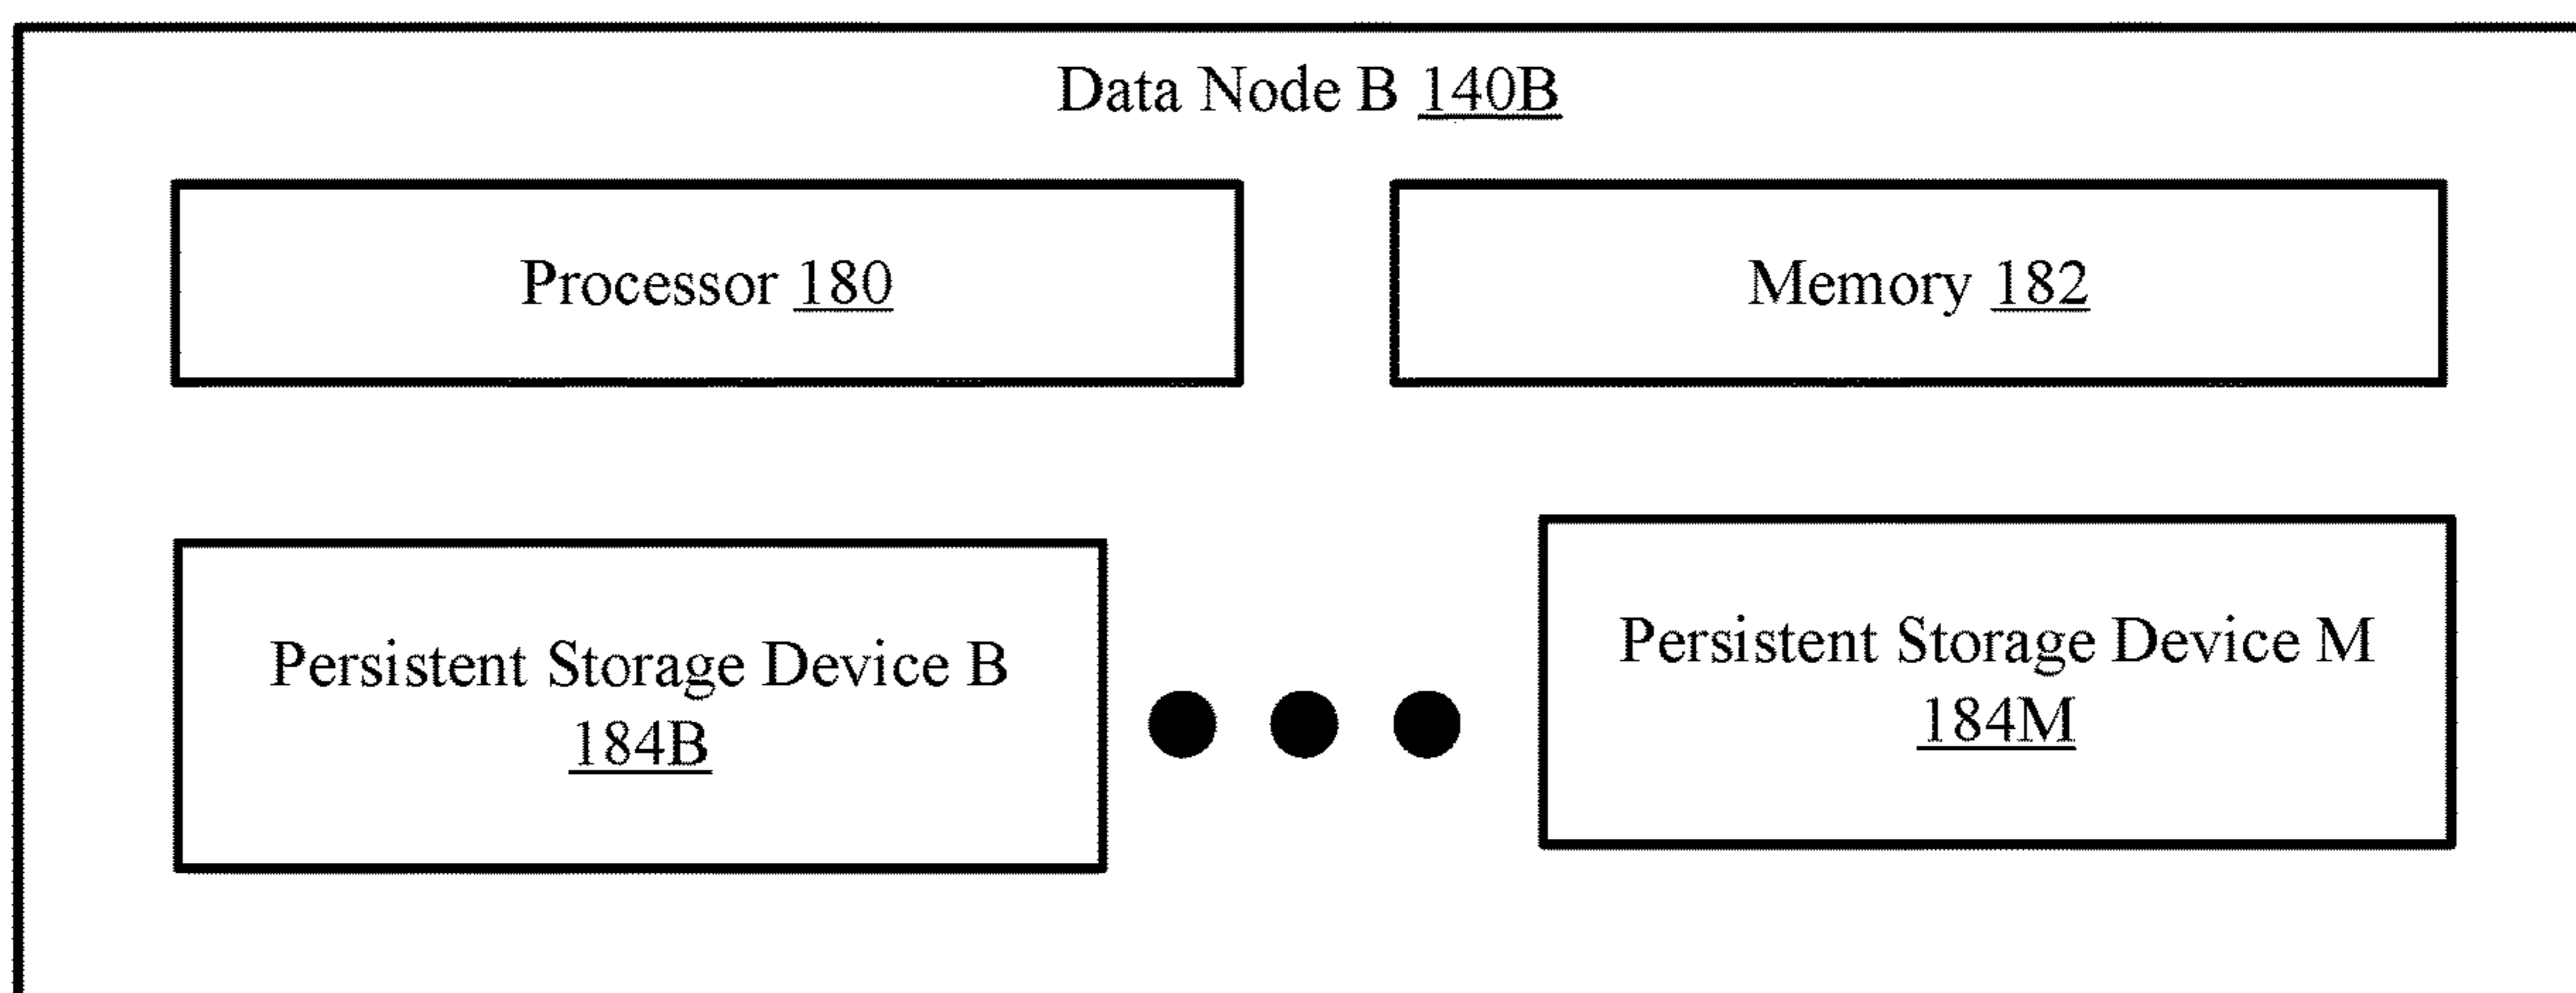 Data Node B 140B
Processor 180
Memory 182
Persistent Storage Device B
184B
Persistent Storage Device M
184M